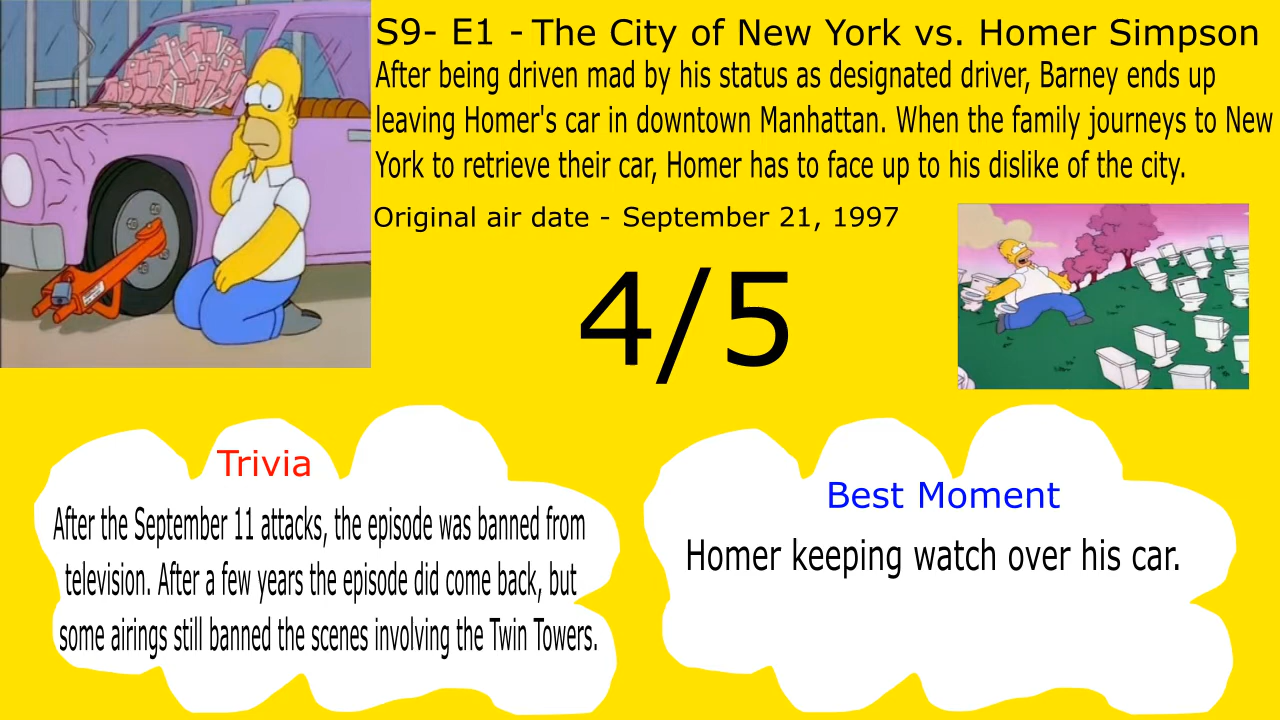 S9- E1 - The City of New York vs. Homer Simpson
After being driven mad by his status as designated driver, Barney ends up
leaving Homer's car in downtown Manhattan. When the family journeys to New
York to retrieve their car, Homer has to face up to his dislike of the city.
Original air date - September 21, 1997
4/5
Trivia
After the September 11 attacks, the episode was banned from
television. After a few years the episode did come back, but
some airings still banned the scenes involving the Twin Towers.
Best Moment
Homer keeping watch over his car.